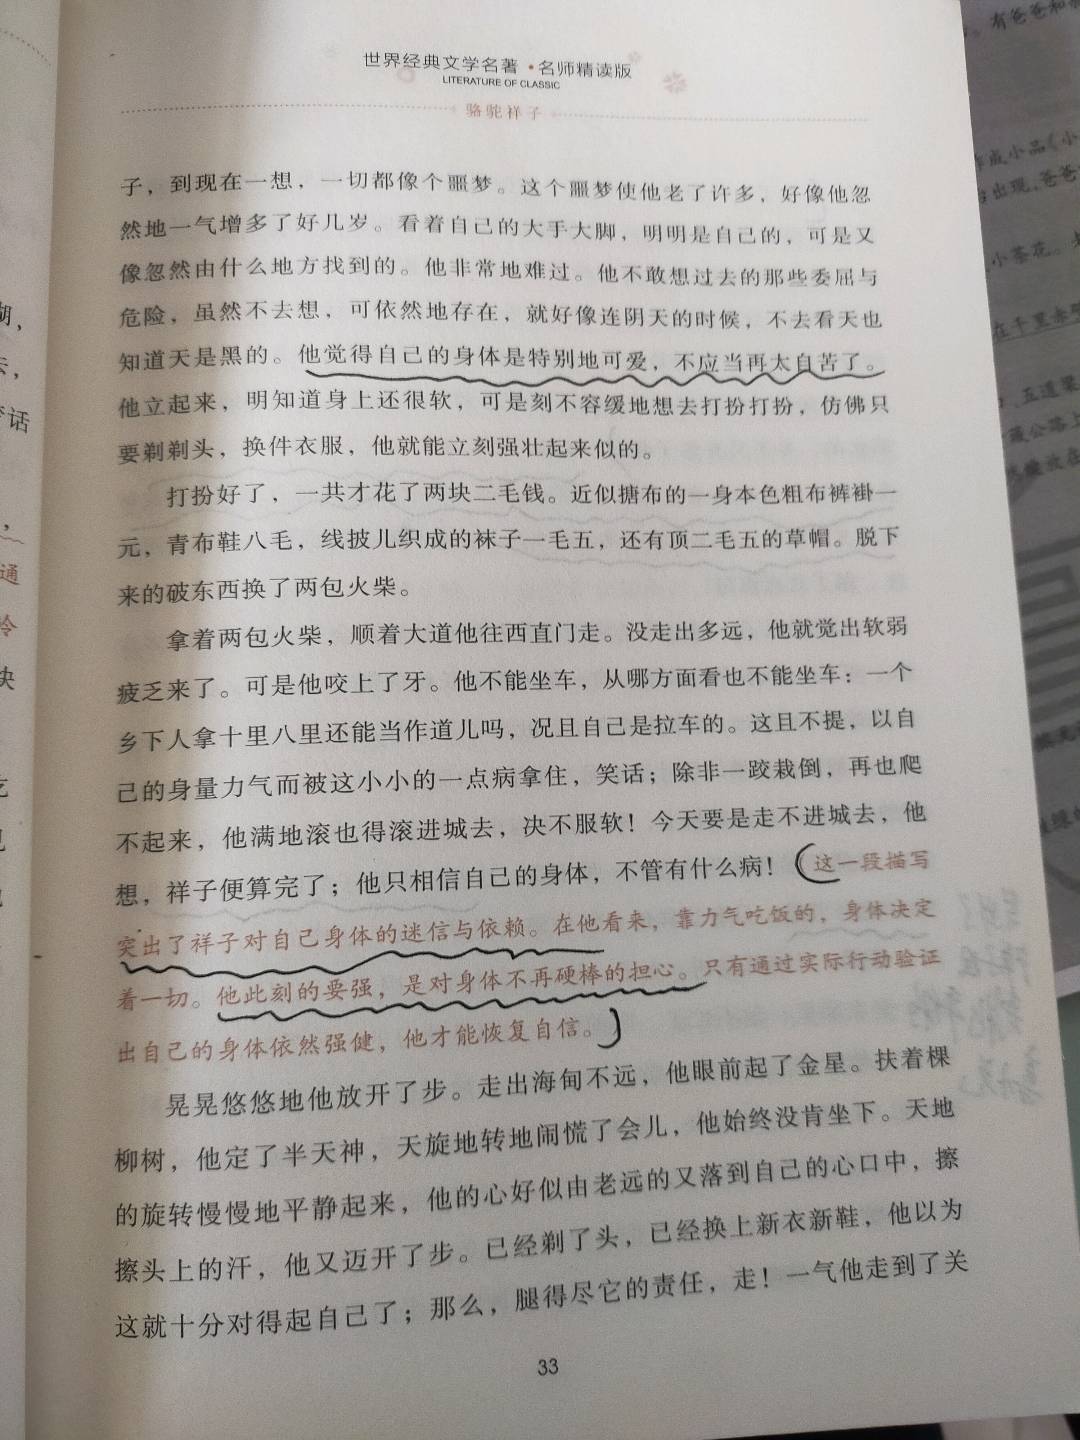 世界经典文学名著·名师精读版
LITERATURE OF CLASSIC
骆驼祥子
子，到现在一想，一切都像个噩梦。这个噩梦使他老了许多，好像他忽
然地一气增多了好几岁。看着自己的大手大脚，明明是自己的，可是又
像忽然由什么地方找到的。他非常地难过。他不敢想过去的那些委屈与
危险，虽然不去想，可依然地存在，就好像连阴天的时候，不去看天也
知道天是黑的。他觉得自己的身体是特别地可爱，不应当再太自苦了。
他立起来，明知道身上还很软，可是刻不容缓地想去打扮打扮，仿佛只
要剃剃头，换件衣服，他就能立刻强壮起来似的。
打扮好了，一共才花了两块二毛钱。近似搪布的一身本色粗布裤褂一
元，青布鞋八毛，线披儿织成的袜子一毛五，还有顶二毛五的草帽。脱下
来的破东西换了两包火柴。
拿着两包火柴，顺着大道他往西直门走。没走出多远，他就觉出软弱
疲乏来了。可是他咬上了牙。他不能坐车，从哪方面看也不能坐车：一个
乡下人拿十里八里还能当作道儿吗，况且自己是拉车的。这且不提，以自
己的身量力气而被这小小的一点病拿住，笑话；除非一跤栽倒，再也爬
不起来，他满地滚也得滚进城去，决不服软！今天要是走不进城去，他
想，祥子便算完了；他只相信自己的身体，不管有什么病！（这一段描写
突出了祥子对自己身体的迷信与依赖。在他看来，靠力气吃饭的，身体决定
着一切。他此刻的要强，是对身体不再硬棒的担心。只有通过实际行动验证
出自己的身体依然强健，他才能恢复自信。）
晃晃悠悠地他放开了步。走出海甸不远，他眼前起了金星。扶着棵
柳树，他定了半天神，天旋地转地闹慌了会儿，他始终没肯坐下。天地
的旋转慢慢地平静起来，他的心好似由老远的又落到自己的心口中，擦
擦头上的汗，他又迈开了步。已经剃了头，已经换上新衣新鞋，他以为
这就十分对得起自己了；那么，腿得尽它的责任，走！一气他走到了关
33